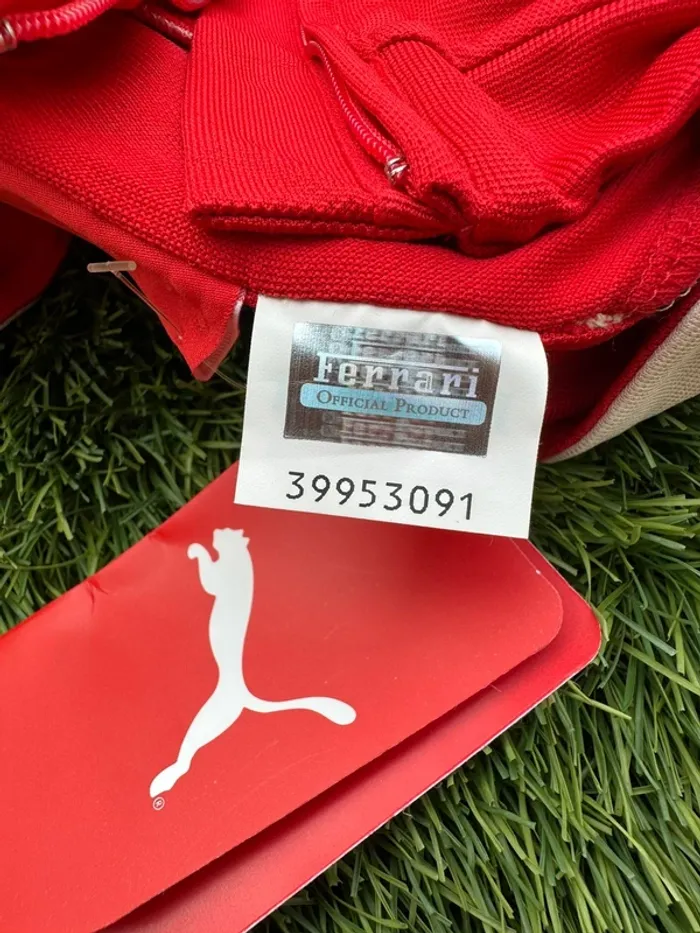 Ferrari
OFFICIAL PRODUCT
39953091
®